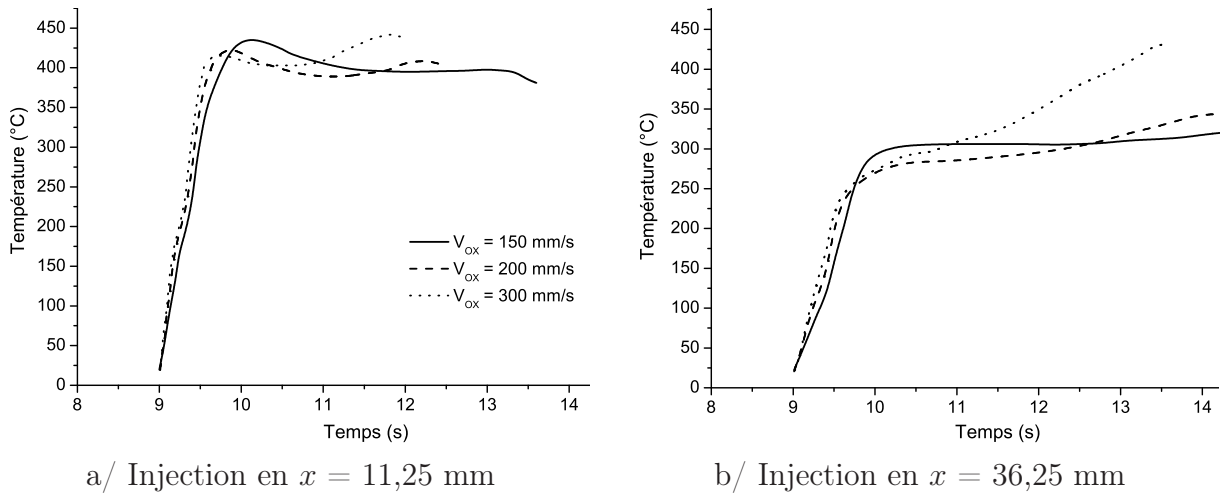 450
400
350
300
250
200
150
100
50
0
Température (°C)
8 9 10 11 12 13 14
Temps (s)
V_OX = 150 mm/s
V_OX = 200 mm/s
V_OX = 300 mm/s
a/ Injection en x = 11,25 mm
450
400
350
300
250
200
150
100
50
0
Température (°C)
8 9 10 11 12 13 14
Temps (s)
b/ Injection en x = 36,25 mm